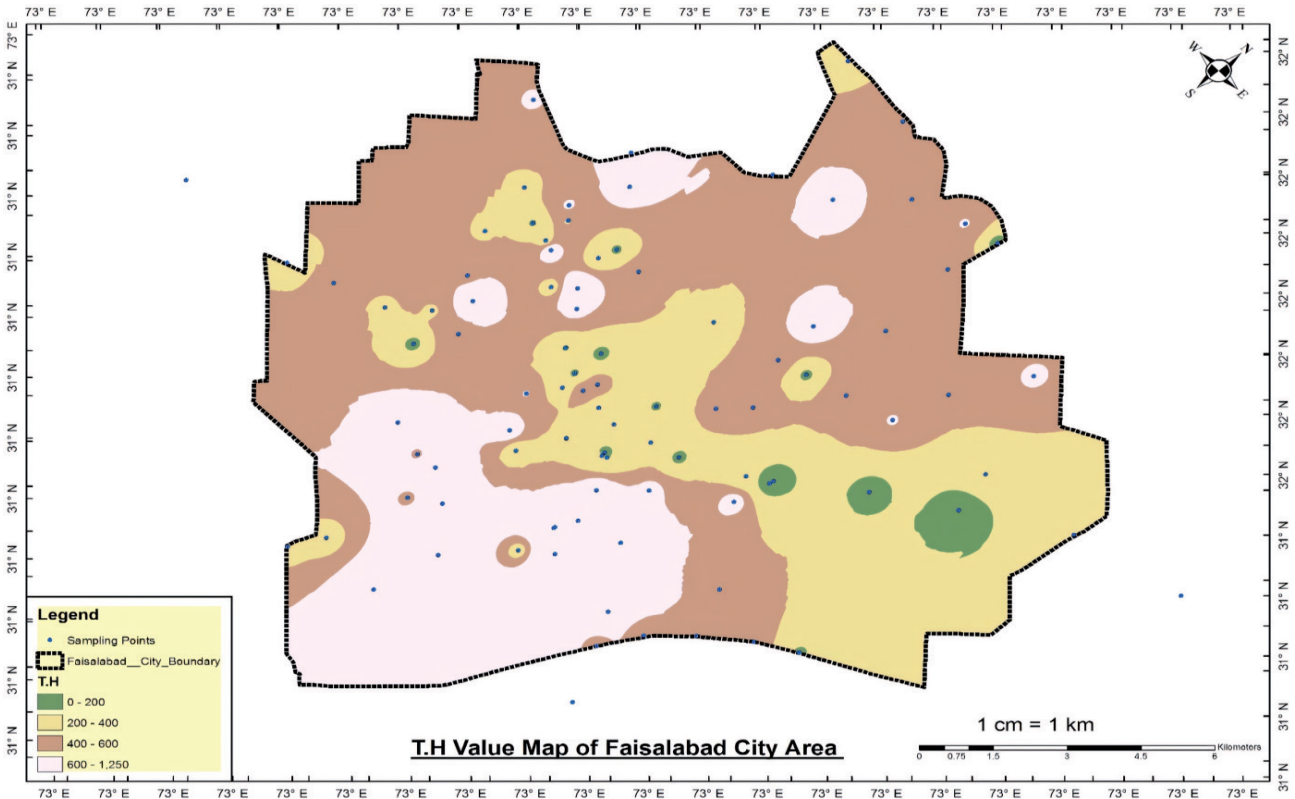 73° E 73° E 73° E 73° E 73° E 73° E 73° E 73° E 73° E 73° E 73° E 73° E 73° E 73° E 73° E 73° E 73° E 73° E 73° E 73° E 73° E
73° E
31° N
31° N
31° N
31° N
31° N
31° N
31° N
31° N
31° N
31° N
31° N
31° N
W N
S E
32° N
32° N
32° N
32° N
32° N
32° N
32° N
32° N
31° N
31° N
31° N
31° N
31° N
Legend
Sampling Points
Faisalabad__City_Boundary
T.H
0 - 200
200 - 400
400 - 600
600 - 1,250
T.H Value Map of Faisalabad City Area
1 cm = 1 km
Kilometers
0 0.75 1.5 3 4.5 6
73° E 73° E 73° E 73° E 73° E 73° E 73° E 73° E 73° E 73° E 73° E 73° E 73° E 73° E 73° E 73° E 73° E 73° E 73° E 73° E 73° E